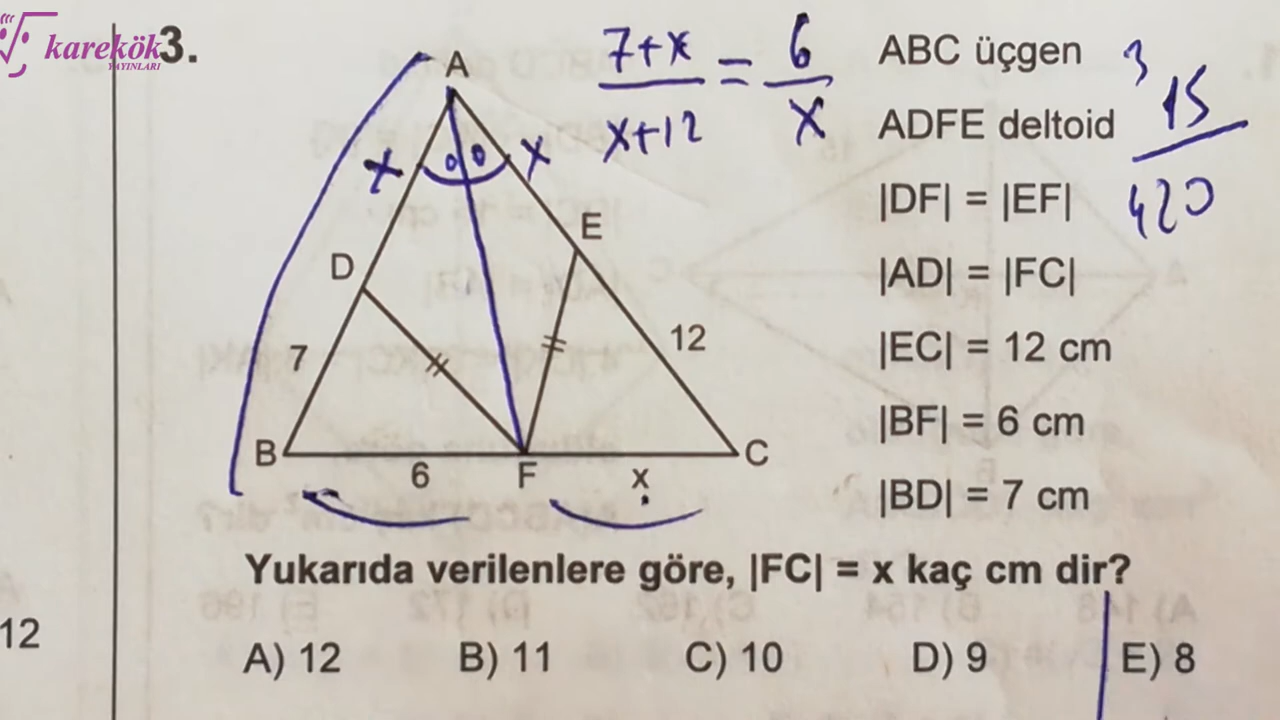 karekök
YAYINLARI
3.
A
7+x = 6
x+12 x
ABC üçgen
3
15
420
ADFE deltoid
x
x
|DF| = |EF|
E
D
|AD| = |FC|
7
12
|EC| = 12 cm
|BF| = 6 cm
B
6
F
x
C
|BD| = 7 cm
Yukarıda verilenlere göre, |FC| = x kaç cm dir?
12
A) 12 B) 11 C) 10 D) 9 E) 8